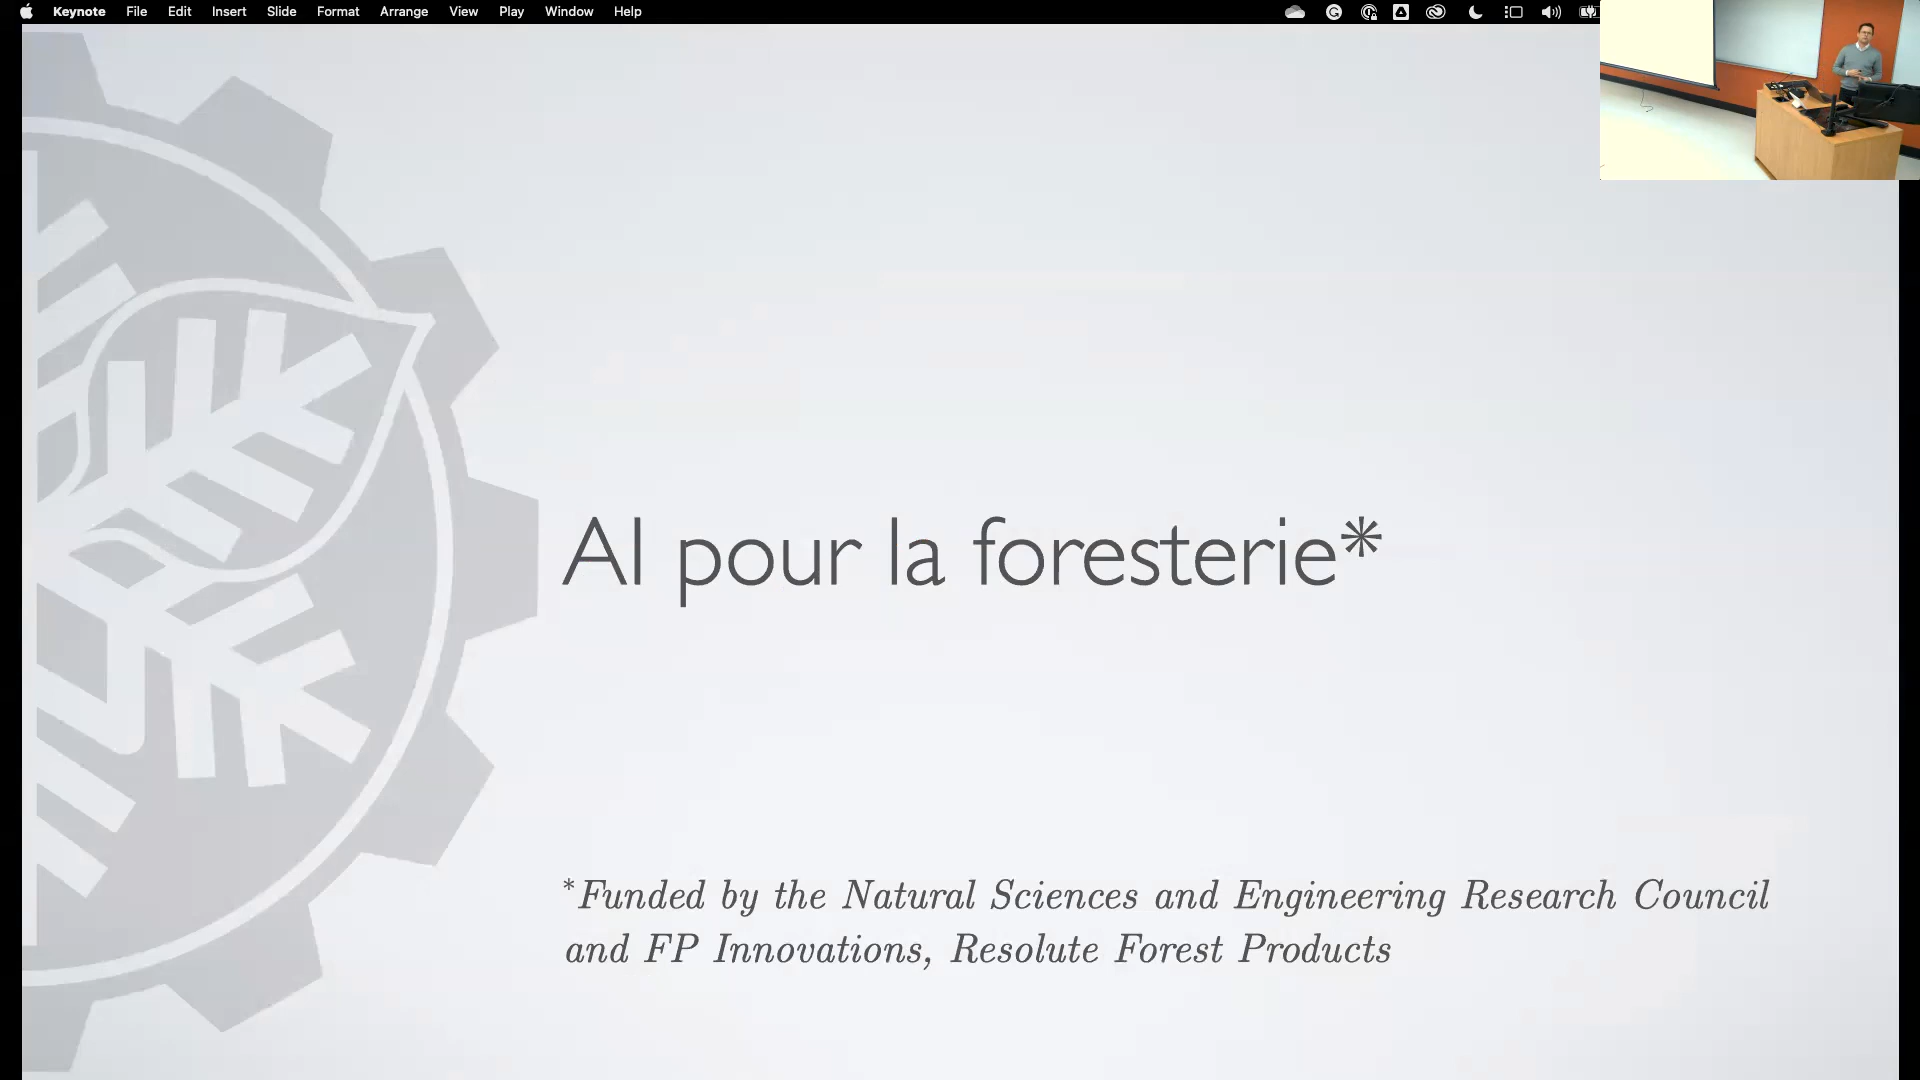 Keynote File Edit Insert Slide Format Arrange View Play Window Help
AI pour la foresterie*
*Funded by the Natural Sciences and Engineering Research Council
and FP Innovations, Resolute Forest Products